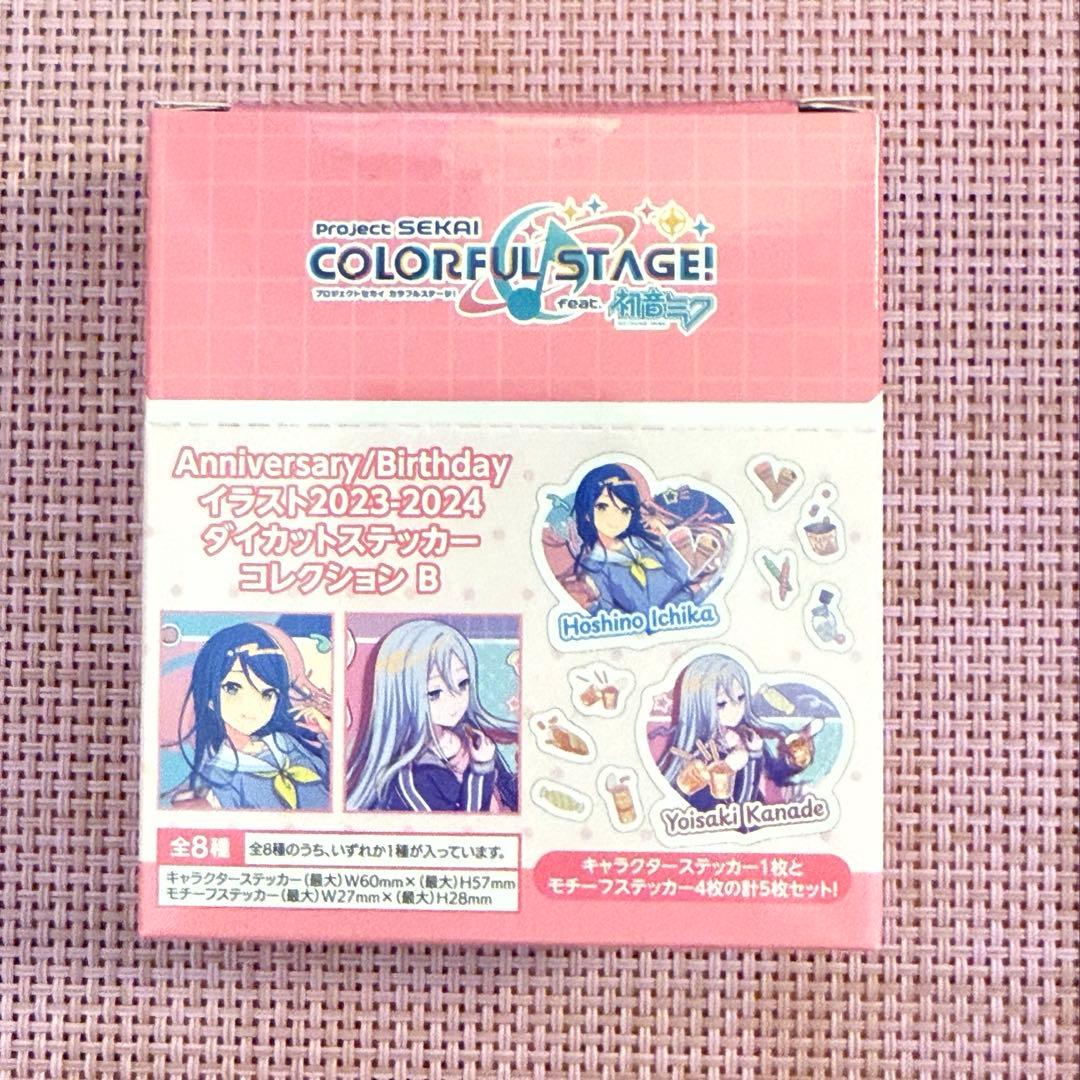 Project SEKAI
COLORFUL STAGE!
プロジェクトセカイ カラフルステージ！
feat. 初音ミク
Anniversary/Birthday
イラスト2023-2024
ダイカットステッカー
コレクション B
Hoshino Ichika
Yoisaki Kanade
全8種
全8種のうち、いずれか1種が入っています。
キャラクターステッカー（最大）W60mm×（最大）H57mm
モチーフステッカー（最大）W27mm×（最大）H28mm
キャラクターステッカー1枚と
モチーフステッカー4枚の計5枚セット！